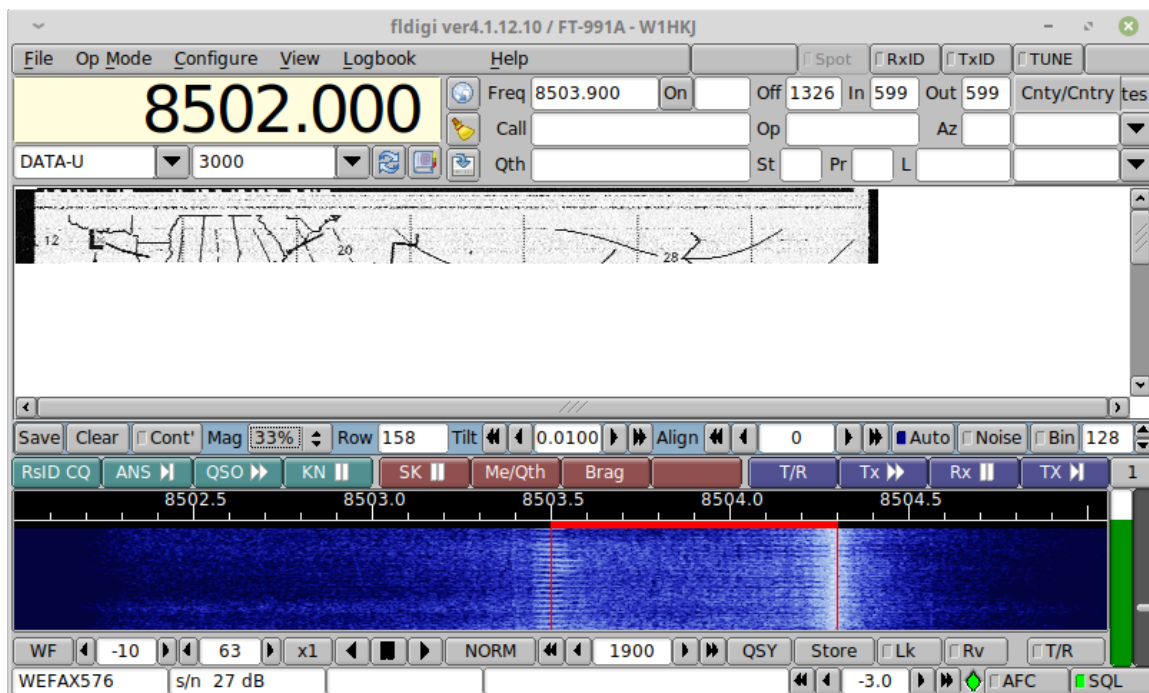 fldigi ver4.1.12.10 / FT-991A - W1HKJ
File Op Mode Configure View Logbook Help Spot RxID TxID TUNE
8502.000 Freq 8503.900 On Off 1326 In 599 Out 599 Cnty/Cntry tes
Call Op Az
DATA-U 3000 Qth St Pr L
12 20 28
Save Clear Cont' Mag 33% Row 158 Tilt 0.0100 Align 0 Auto Noise Bin 128
RsID CQ ANS QSO KN SK Me/Qth Brag T/R Tx Rx TX 1
8502.5 8503.0 8503.5 8504.0 8504.5
WF -10 63 x1 NORM 1900 QSY Store Lk Rv T/R
WEFAX576 s/n 27 dB -3.0 AFC SQL